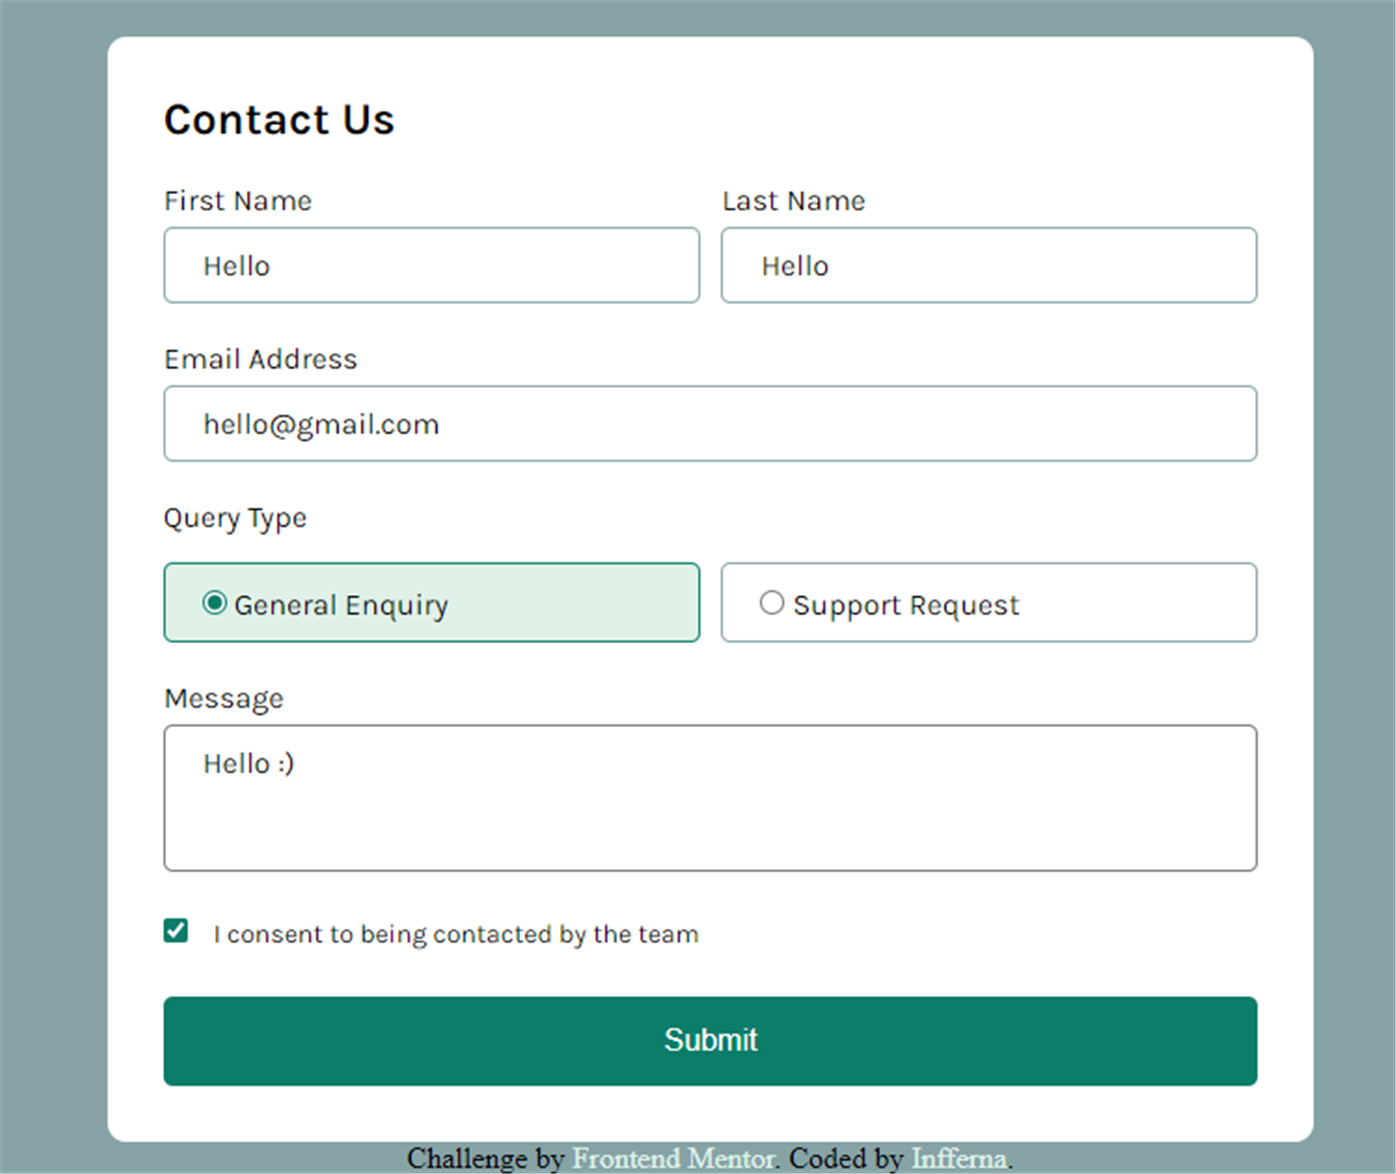 Contact Us
First Name
Last Name
Hello
Hello
Email Address
hello@gmail.com
Query Type
General Enquiry
Support Request
Message
Hello :)
I consent to being contacted by the team
Submit
Challenge by Frontend Mentor. Coded by Infferna.